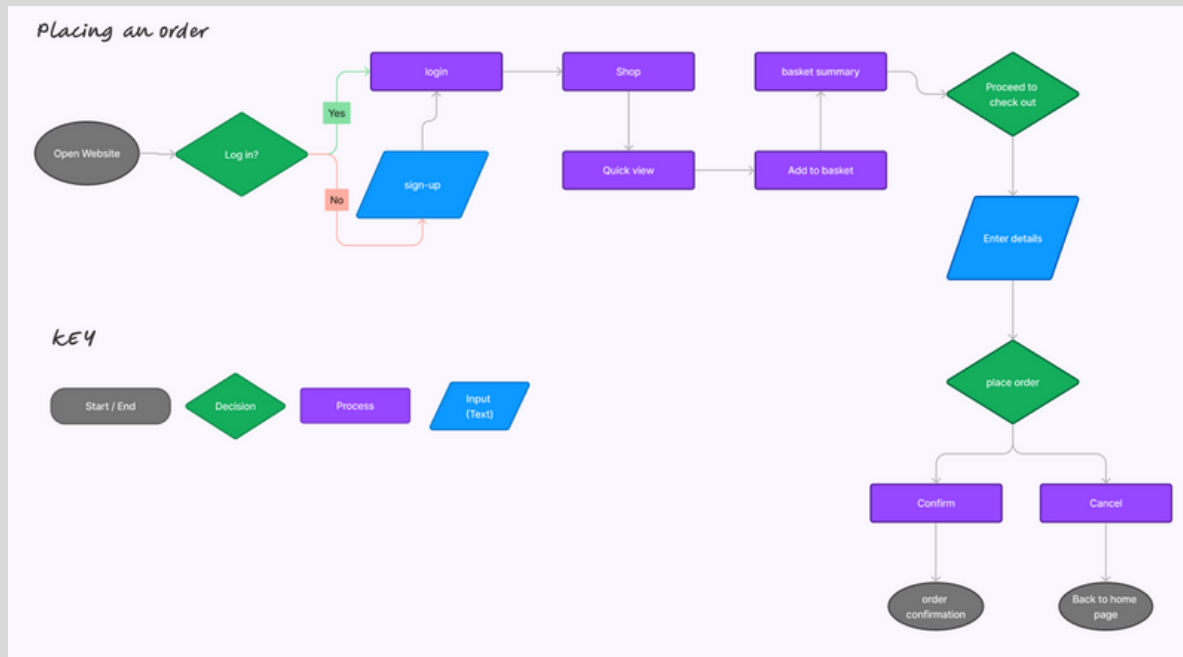 Placing an order
login
Shop
basket summary
Proceed to
check out
Yes
Open Website
Log in?
sign-up
Quick view
Add to basket
No
Enter details
KEY
Start / End
Decision
Process
Input
(Text)
place order
Confirm
Cancel
order
confirmation
Back to home
page